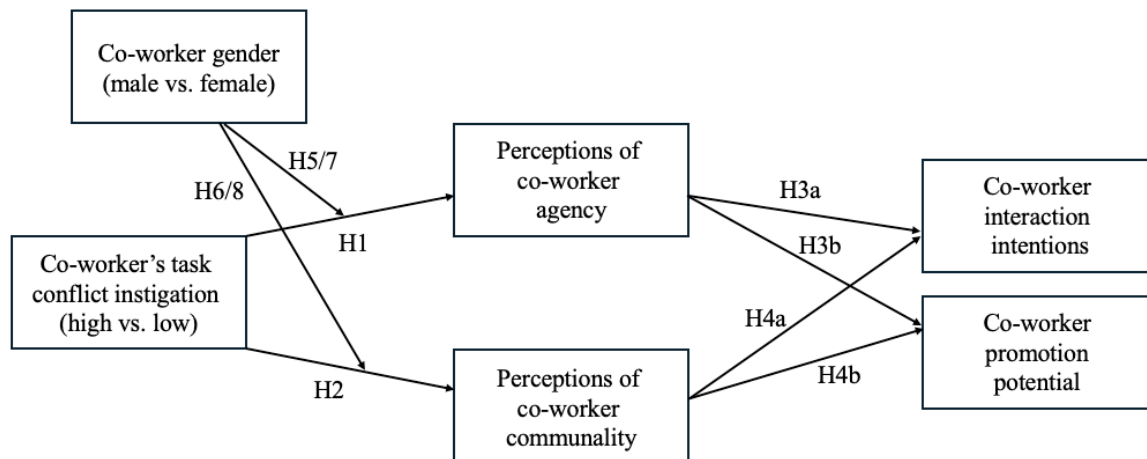 Co-worker gender
(male vs. female)
H5/7
H6/8
Perceptions of
co-worker
agency
H3a
Co-worker
interaction
intentions
H1
H3b
Co-worker's task
conflict instigation
(high vs. low)
H4a
Co-worker
promotion
potential
H2
Perceptions of
co-worker
communality
H4b